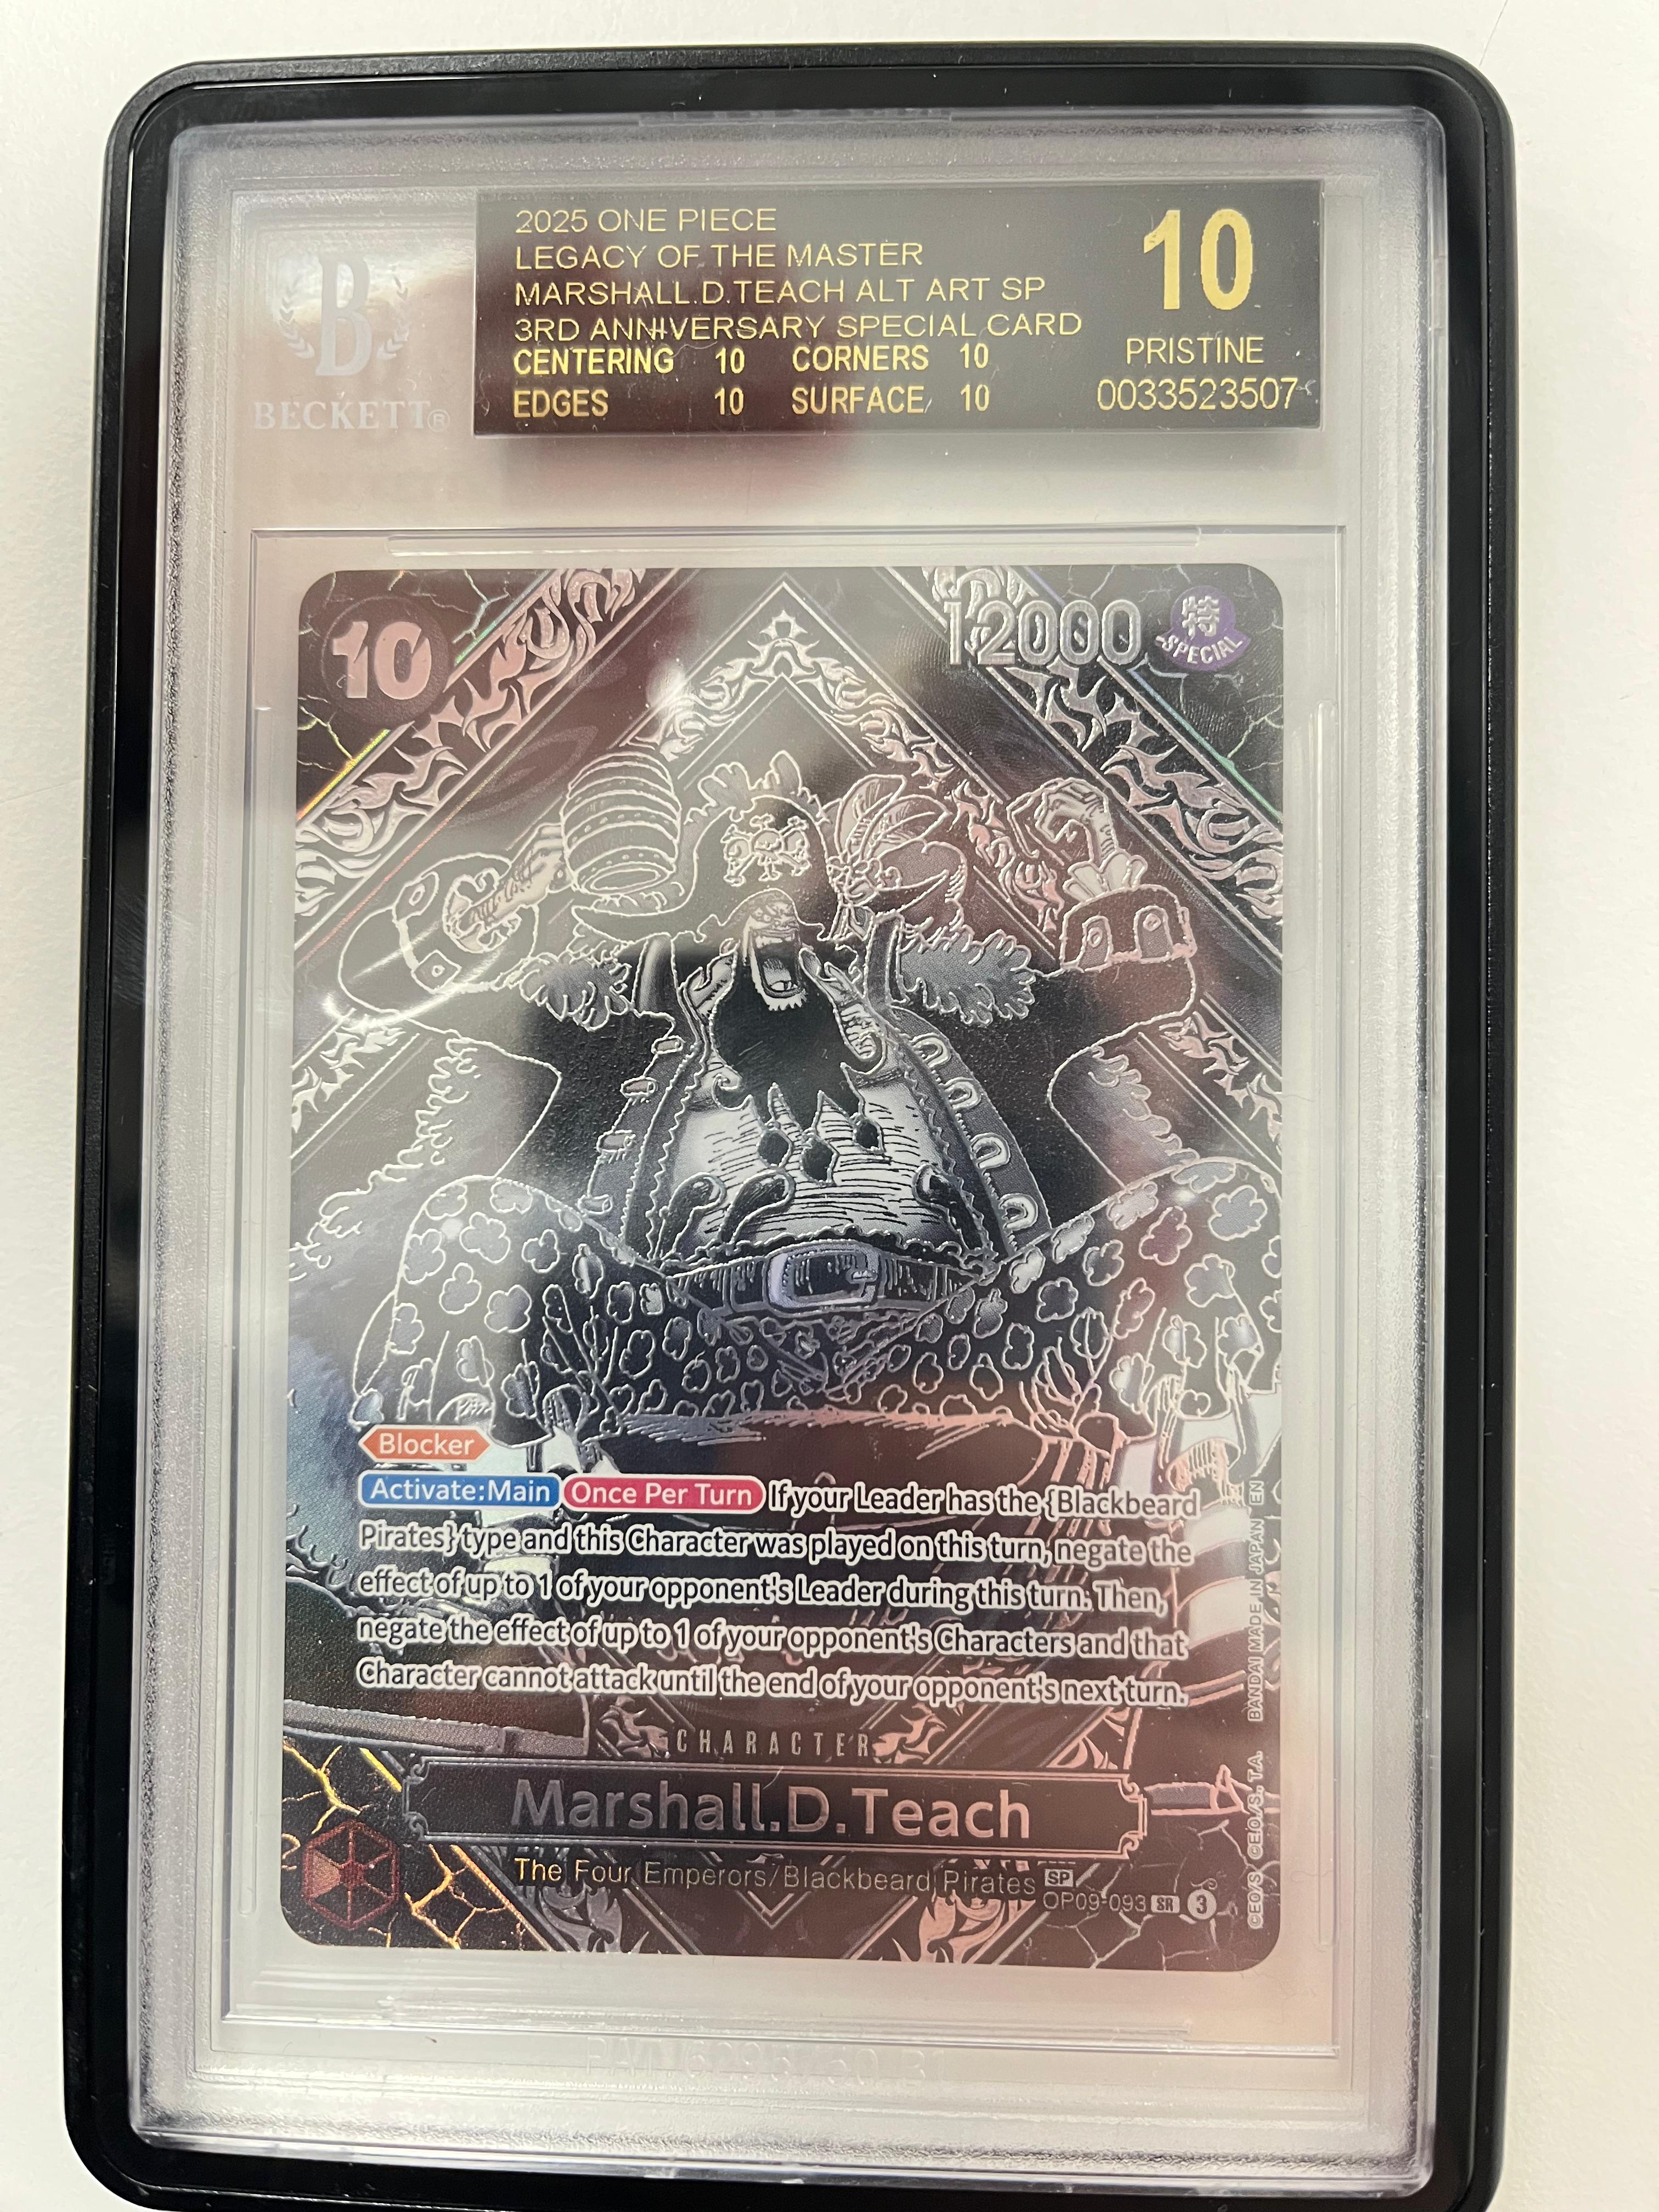 2025 ONE PIECE
LEGACY OF THE MASTER
MARSHALL.D.TEACH ALT ART SP
3RD ANNIVERSARY SPECIAL CARD
CENTERING 10 CORNERS 10
EDGES 10 SURFACE 10
10
PRISTINE
0033523507
B
BECKETT®
10
12000
特
SPECIAL
Blocker
Activate:Main Once Per Turn If your Leader has the {Blackbeard
Pirates} type and this Character was played on this turn, negate the
effect of up to 1 of your opponent's Leader during this turn. Then,
negate the effect of up to 1 of your opponent's Characters and that
Character cannot attack until the end of your opponent's next turn.
CHARACTER
Marshall.D.Teach
The Four Emperors/Blackbeard Pirates SP
OP09-093 SR 3
©EO/S ©EO/S.,T.A. BANDAI MADE IN JAPAN EN